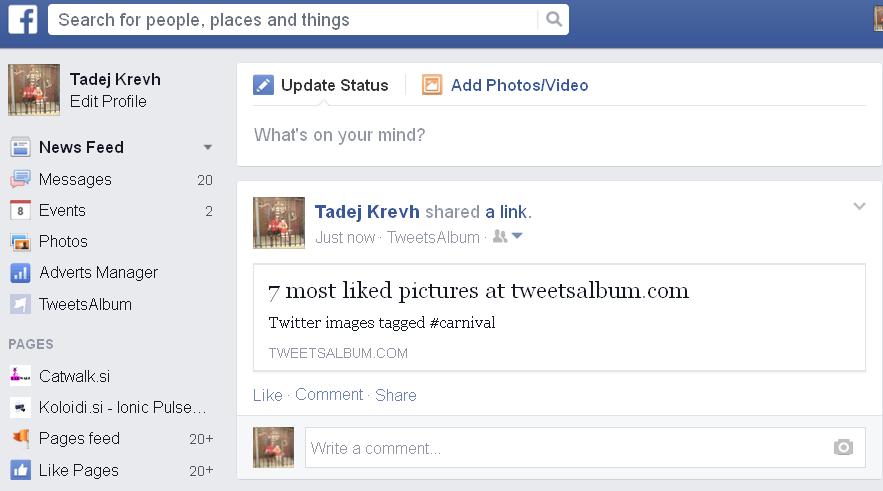 f
Search for people, places and things
Tadej Krevh
Edit Profile
News Feed
Messages 20
8 Events 2
Photos
Adverts Manager
TweetsAlbum
PAGES
Catwalk.si
Koloidi.si - Ionic Pulse...
Pages feed 20+
Like Pages 20+
Update Status Add Photos/Video
What's on your mind?
Tadej Krevh shared a link.
Just now · TweetsAlbum ·
7 most liked pictures at tweetsalbum.com
Twitter images tagged #carnival
TWEETSALBUM.COM
Like · Comment · Share
Write a comment...